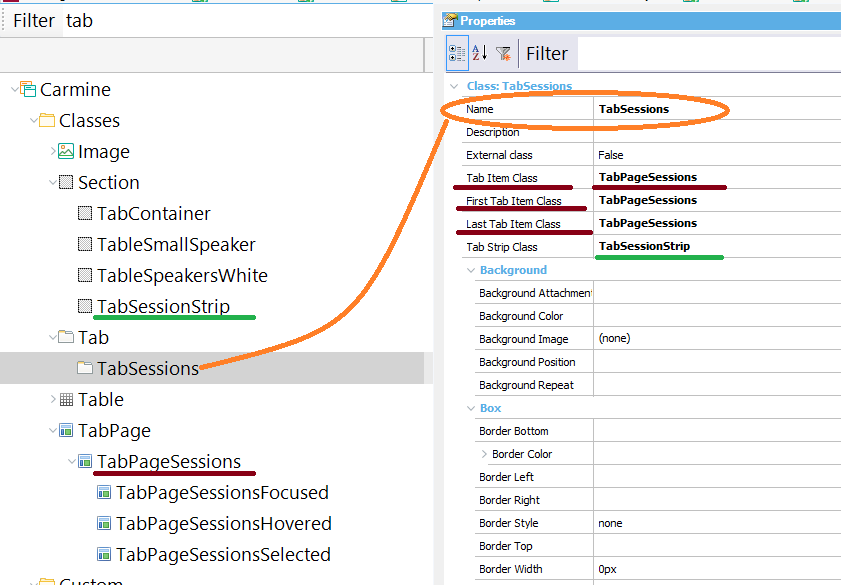 Filter tab
Carmine
Classes
Image
Section
TabContainer
TableSmallSpeaker
TableSpeakersWhite
TabSessionStrip
Tab
TabSessions
Table
TabPage
TabPageSessions
TabPageSessionsFocused
TabPageSessionsHovered
TabPageSessionsSelected
Custom
Properties
Filter
Class: TabSessions
Name TabSessions
Description
External class False
Tab Item Class TabPageSessions
First Tab Item Class TabPageSessions
Last Tab Item Class TabPageSessions
Tab Strip Class TabSessionStrip
Background
Background Attachmen
Background Color
Background Image (none)
Background Position
Background Repeat
Box
Border Bottom
Border Color
Border Left
Border Right
Border Style none
Border Top
Border Width 0px